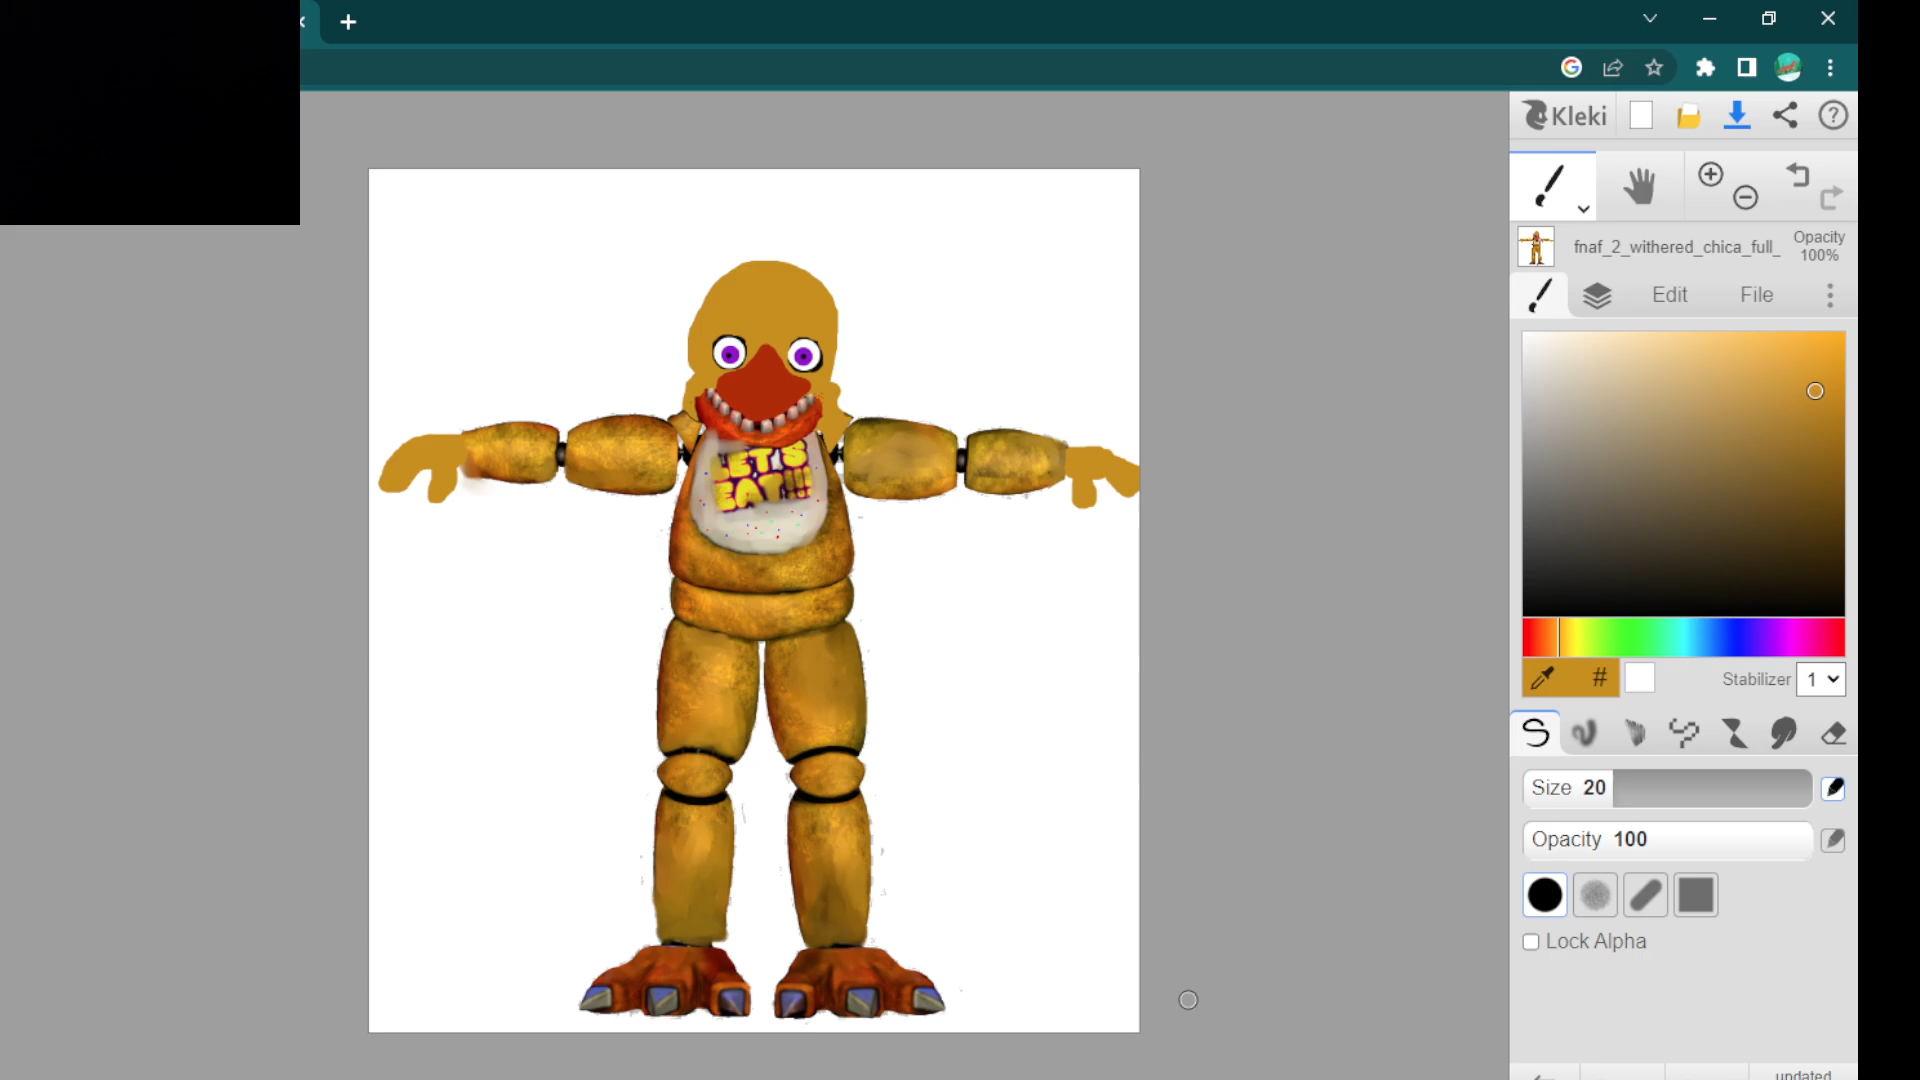 Kleki
fnaf_2_withered_chica_full_
Opacity
100%
Edit
File
LET'S
EAT!!!
#
Stabilizer
1
Size 20
Opacity 100
Lock Alpha
updated